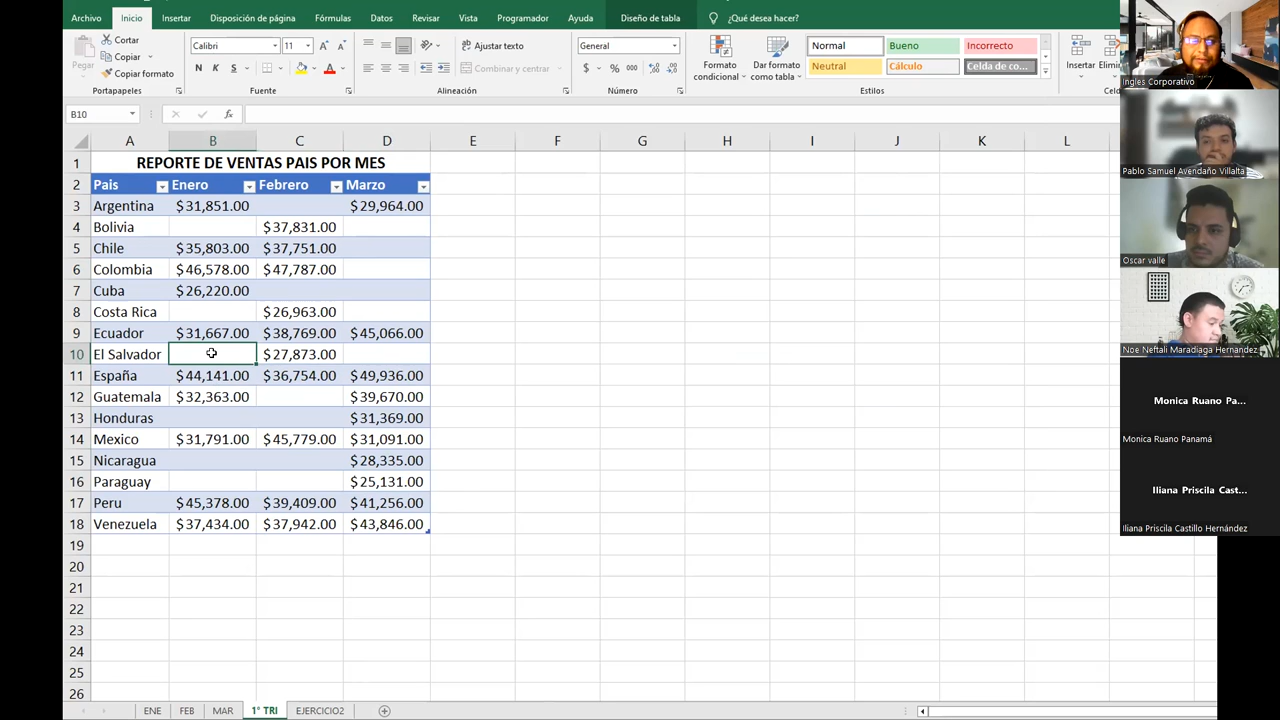 Archivo Inicio Insertar Disposición de página Fórmulas Datos Revisar Vista Programador Ayuda Diseño de tabla ¿Qué desea hacer?
Pegar
Cortar
Copiar
Copiar formato
Portapapeles
Calibri 11
N K S
Fuente
Ajustar texto
Combinar y centrar
Alineación
General
$ % 000
Número
Formato condicional
Dar formato como tabla
Normal Bueno Incorrecto
Neutral Cálculo Celda de co...
Estilos
Insertar
B10 fx
A B C D E F G H I J K L
1 REPORTE DE VENTAS PAIS POR MES
2 Pais Enero Febrero Marzo
3 Argentina $31,851.00 $29,964.00
4 Bolivia $37,831.00
5 Chile $35,803.00 $37,751.00
6 Colombia $46,578.00 $47,787.00
7 Cuba $26,220.00
8 Costa Rica $26,963.00
9 Ecuador $31,667.00 $38,769.00 $45,066.00
10 El Salvador $27,873.00
11 España $44,141.00 $36,754.00 $49,936.00
12 Guatemala $32,363.00 $39,670.00
13 Honduras $31,369.00
14 Mexico $31,791.00 $45,779.00 $31,091.00
15 Nicaragua $28,335.00
16 Paraguay $25,131.00
17 Peru $45,378.00 $39,409.00 $41,256.00
18 Venezuela $37,434.00 $37,942.00 $43,846.00
19
20
21
22
23
24
25
26
ENE FEB MAR 1° TRI EJERCICIO2
Ingles Corporativo
Pablo Samuel Avendaño Villalta
Oscar valle
Noe Neftali Maradiaga Hernandez
Monica Ruano Pa...
Monica Ruano Panamá
Iliana Priscila Cast...
Iliana Priscila Castillo Hernández